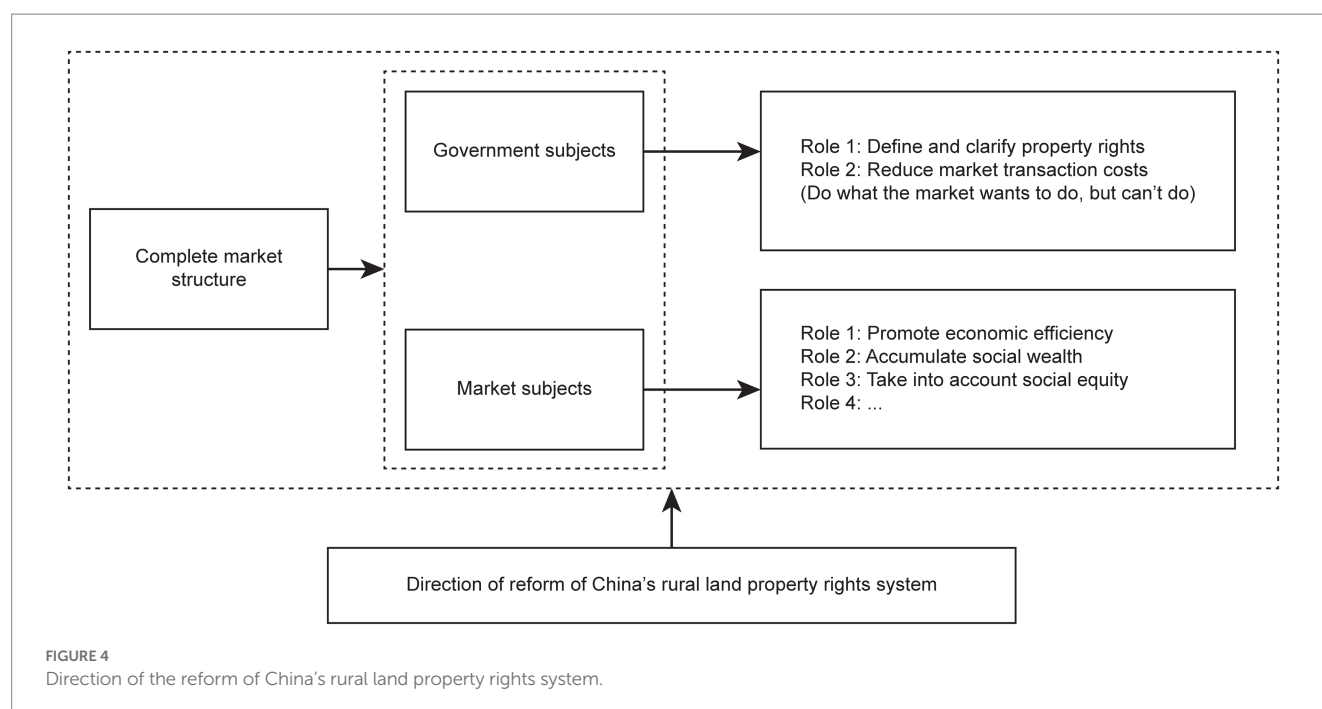 Complete market
structure
Government subjects
Role 1: Define and clarify property rights
Role 2: Reduce market transaction costs
(Do what the market wants to do, but can't do)
Market subjects
Role 1: Promote economic efficiency
Role 2: Accumulate social wealth
Role 3: Take into account social equity
Role 4: ...
Direction of reform of China's rural land property rights system
FIGURE 4
Direction of the reform of China's rural land property rights system.